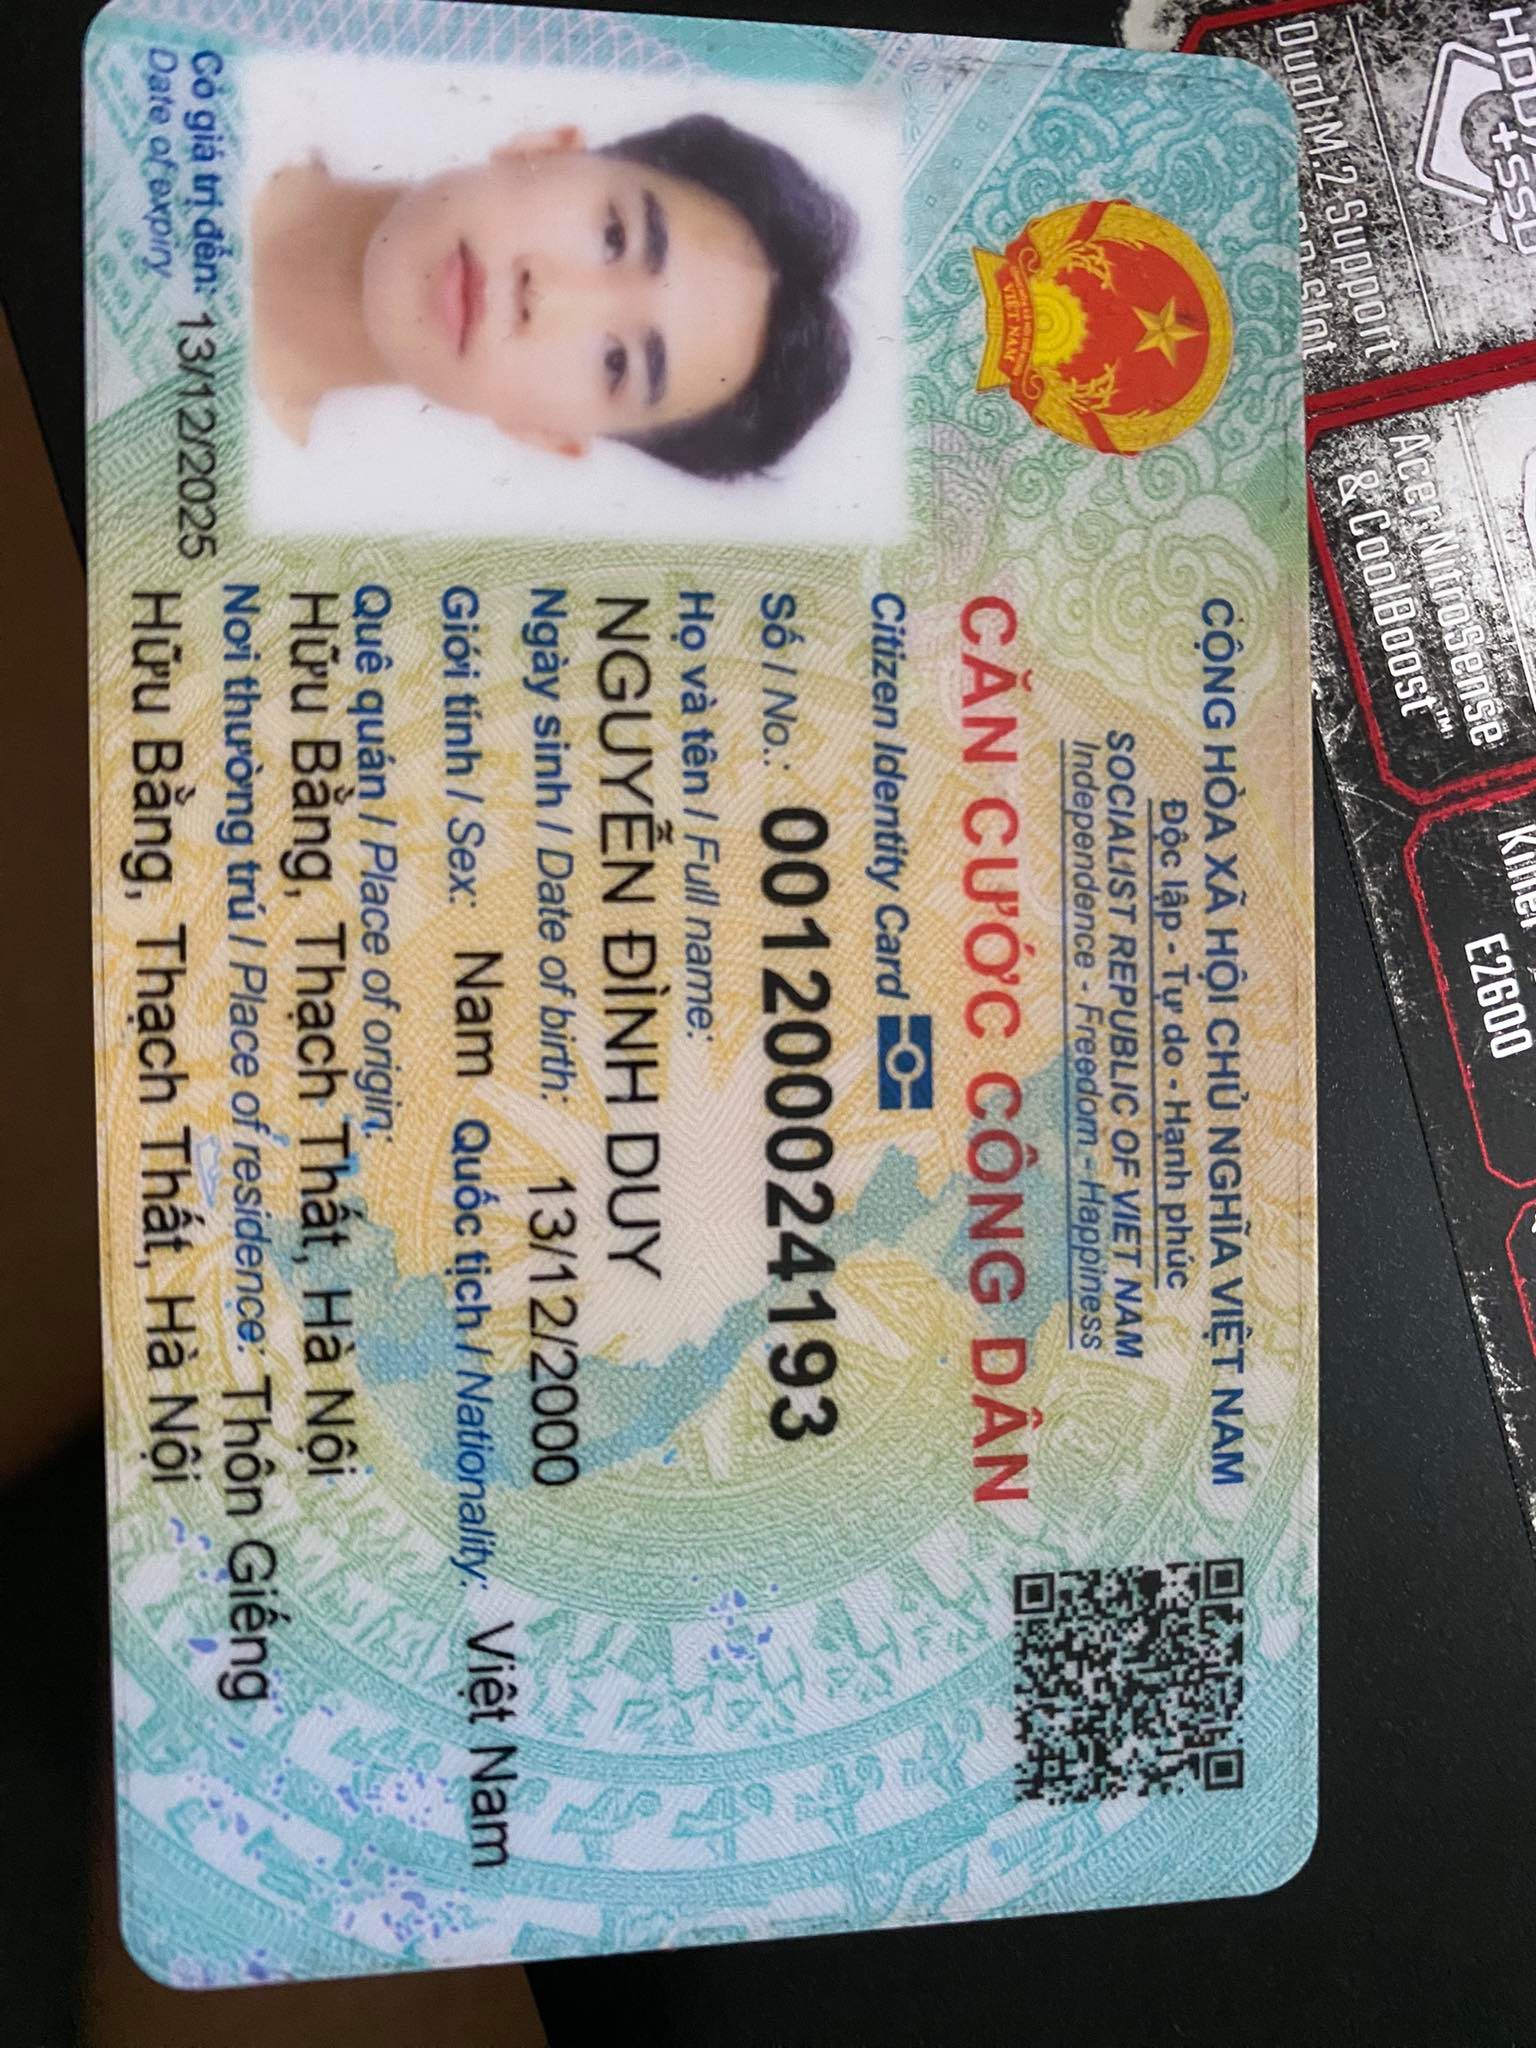 CỘNG HÒA XÃ HỘI CHỦ NGHĨA VIỆT NAM
Độc lập - Tự do - Hạnh phúc
SOCIALIST REPUBLIC OF VIET NAM
Independence - Freedom - Happiness
CĂN CƯỚC CÔNG DÂN
Citizen Identity Card
Số / No.: 001200024193
Họ và tên / Full name:
NGUYỄN ĐÌNH DUY
Ngày sinh / Date of birth: 13/12/2000
Giới tính / Sex: Nam Quốc tịch / Nationality: Việt Nam
Quê quán / Place of origin:
Hữu Bằng, Thạch Thất, Hà Nội
Nơi thường trú / Place of residence: Thôn Giếng
Hữu Bằng, Thạch Thất, Hà Nội
Có giá trị đến: 13/12/2025
Date of expiry
VIỆT NAM
Dual M.2 Support
Acer NitroSense
& CoolBoost™
Killer
E2600